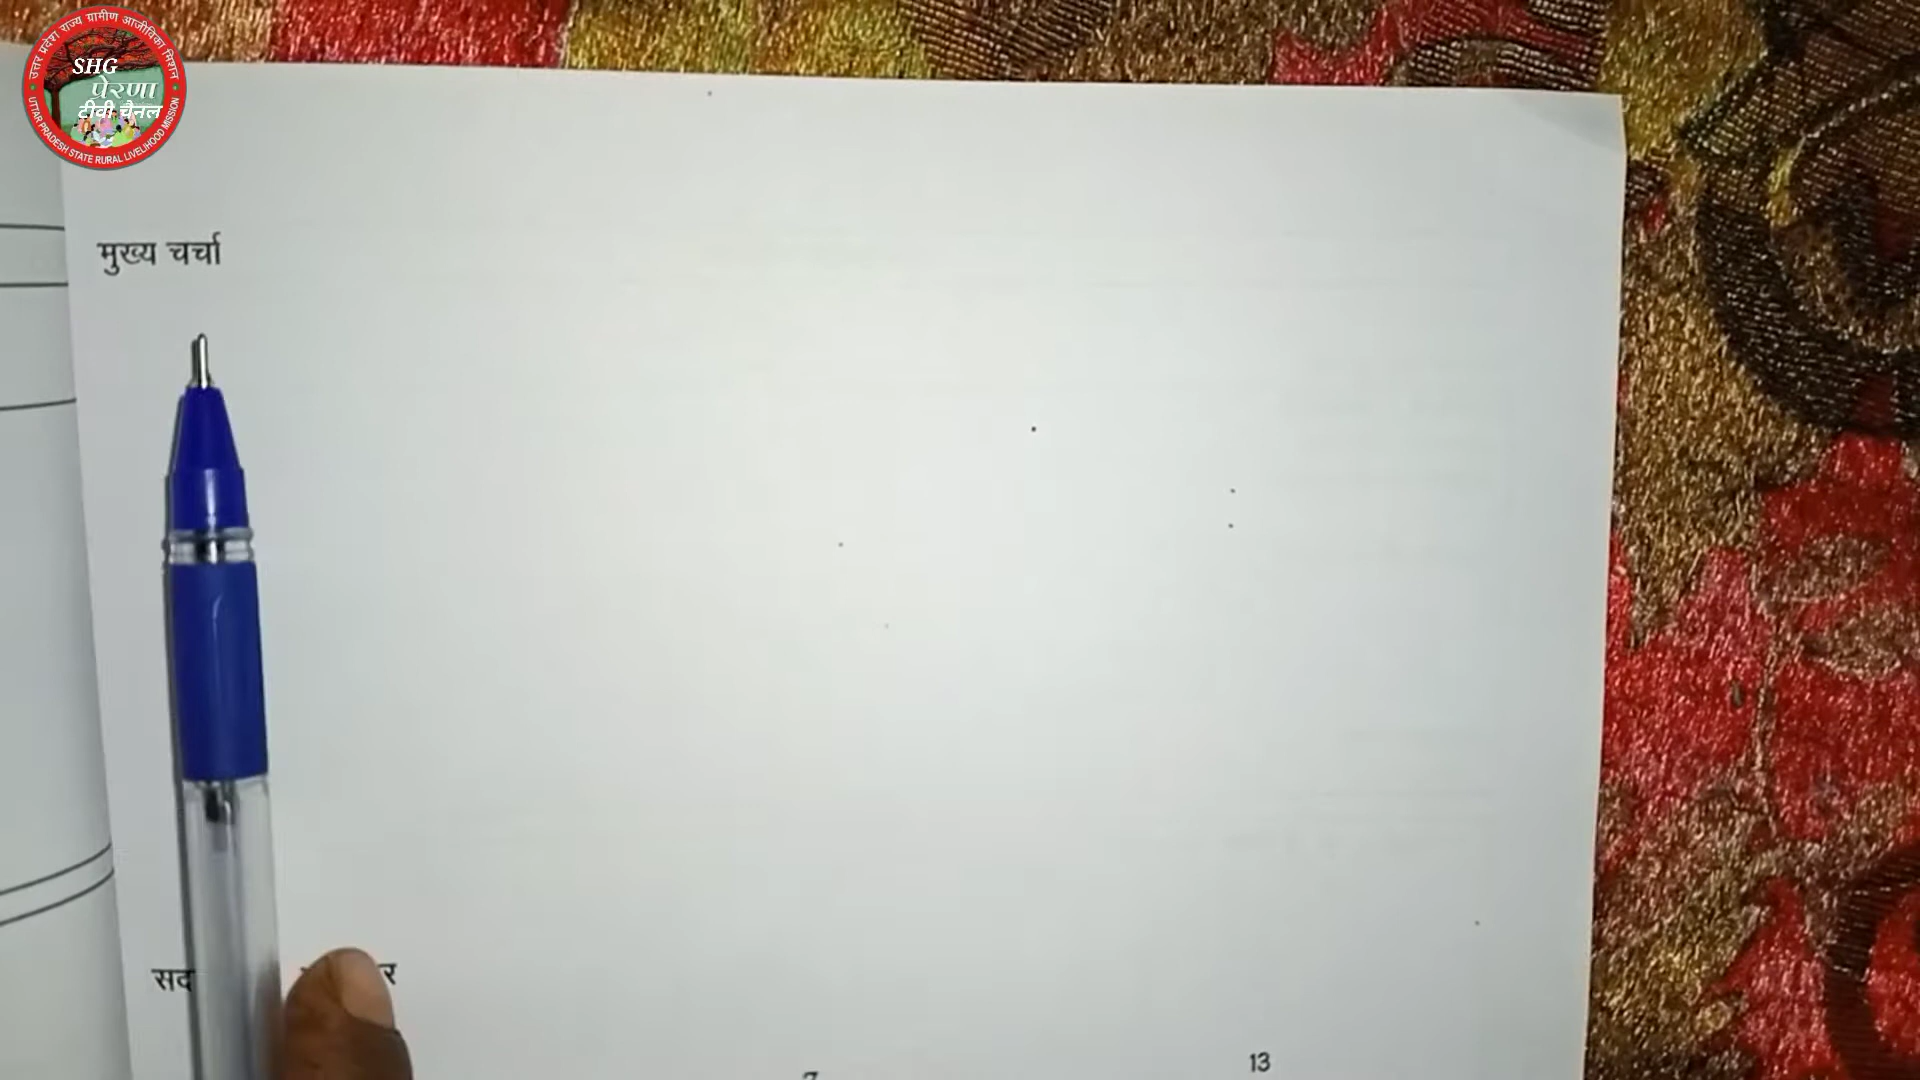 उत्तर प्रदेश राज्य ग्रामीण आजीविका मिशन
SHG
प्रेरणा
टीवी चैनल
UTTAR PRADESH STATE RURAL LIVELIHOOD MISSION
मुख्य चर्चा
13